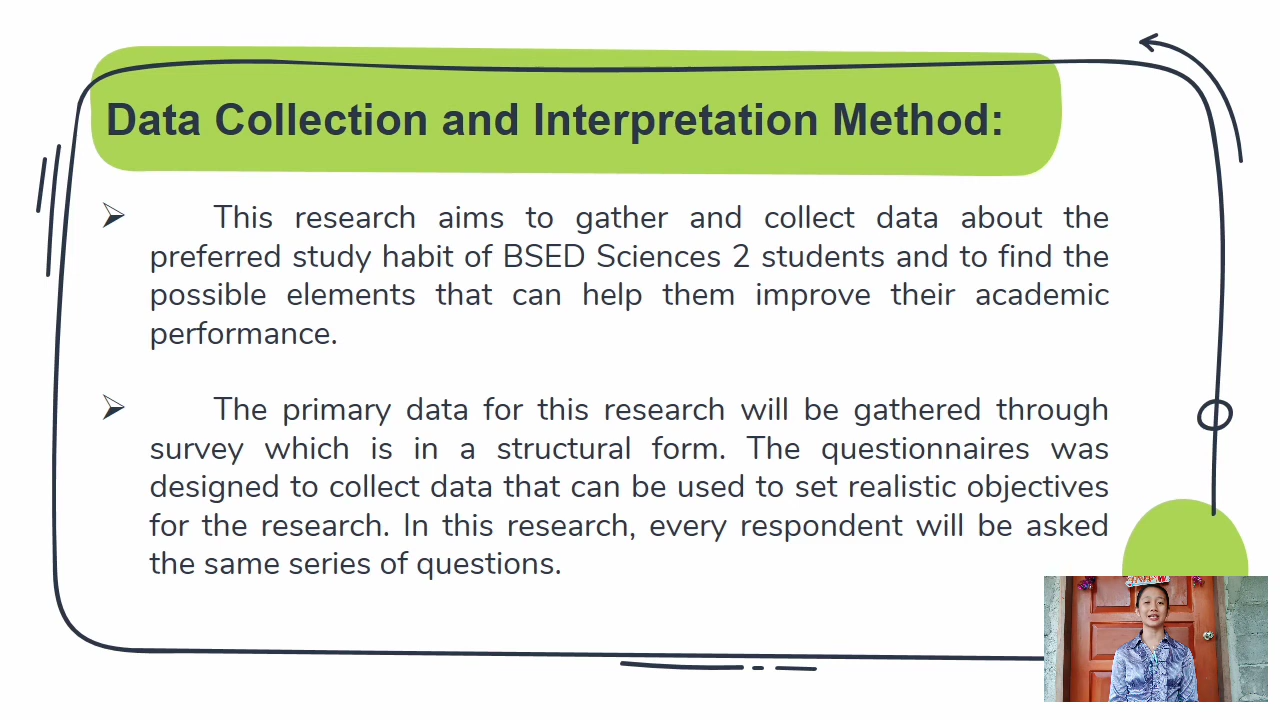 Data Collection and Interpretation Method:
This research aims to gather and collect data about the
preferred study habit of BSED Sciences 2 students and to find the
possible elements that can help them improve their academic
performance.
The primary data for this research will be gathered through
survey which is in a structural form. The questionnaires was
designed to collect data that can be used to set realistic objectives
for the research. In this research, every respondent will be asked
the same series of questions.